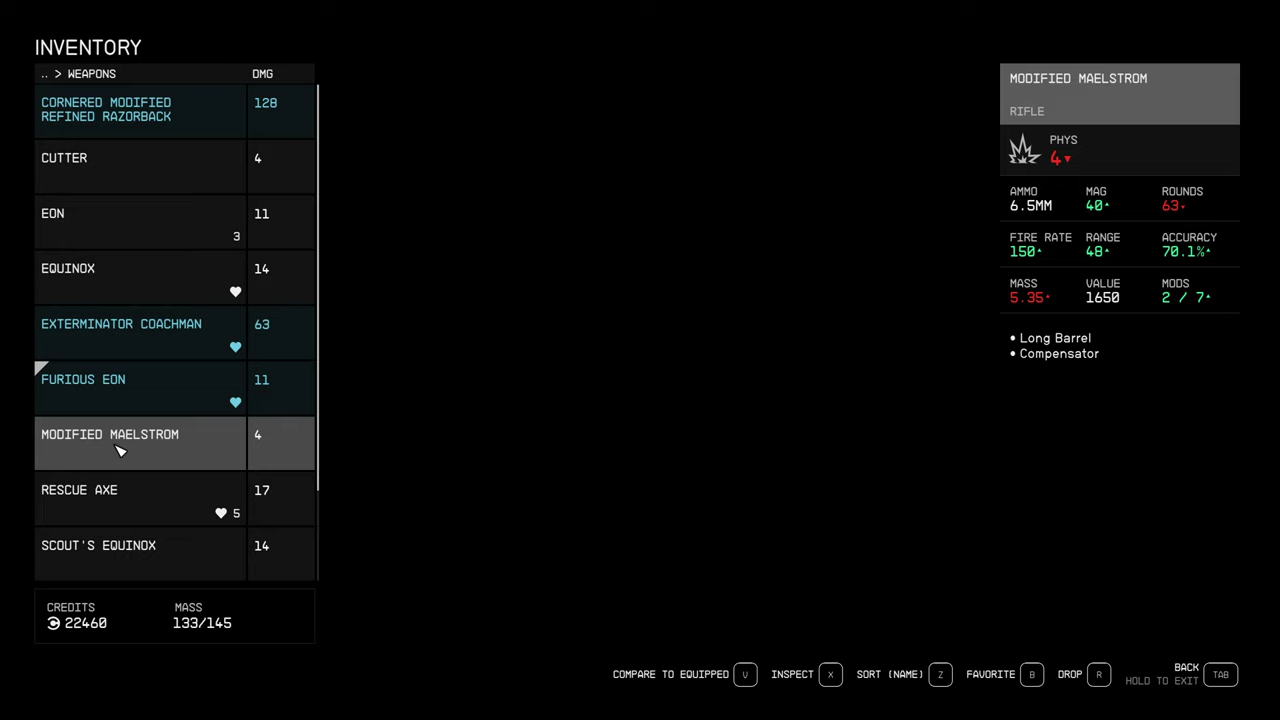 INVENTORY
.. > WEAPONS DMG
CORNERED MODIFIED
REFINED RAZORBACK
128
CUTTER 4
EON 11
3
EQUINOX 14
EXTERMINATOR COACHMAN 63
FURIOUS EON 11
MODIFIED MAELSTROM 4
RESCUE AXE 17
5
SCOUT'S EQUINOX 14
CREDITS MASS
22460 133/145
MODIFIED MAELSTROM
RIFLE
PHYS
4
AMMO MAG ROUNDS
6.5MM 40 63
FIRE RATE RANGE ACCURACY
150 48 70.1%
MASS VALUE MODS
5.35 1650 2 / 7
• Long Barrel
• Compensator
COMPARE TO EQUIPPED V INSPECT X SORT (NAME) Z FAVORITE B DROP R BACK TAB
HOLD TO EXIT